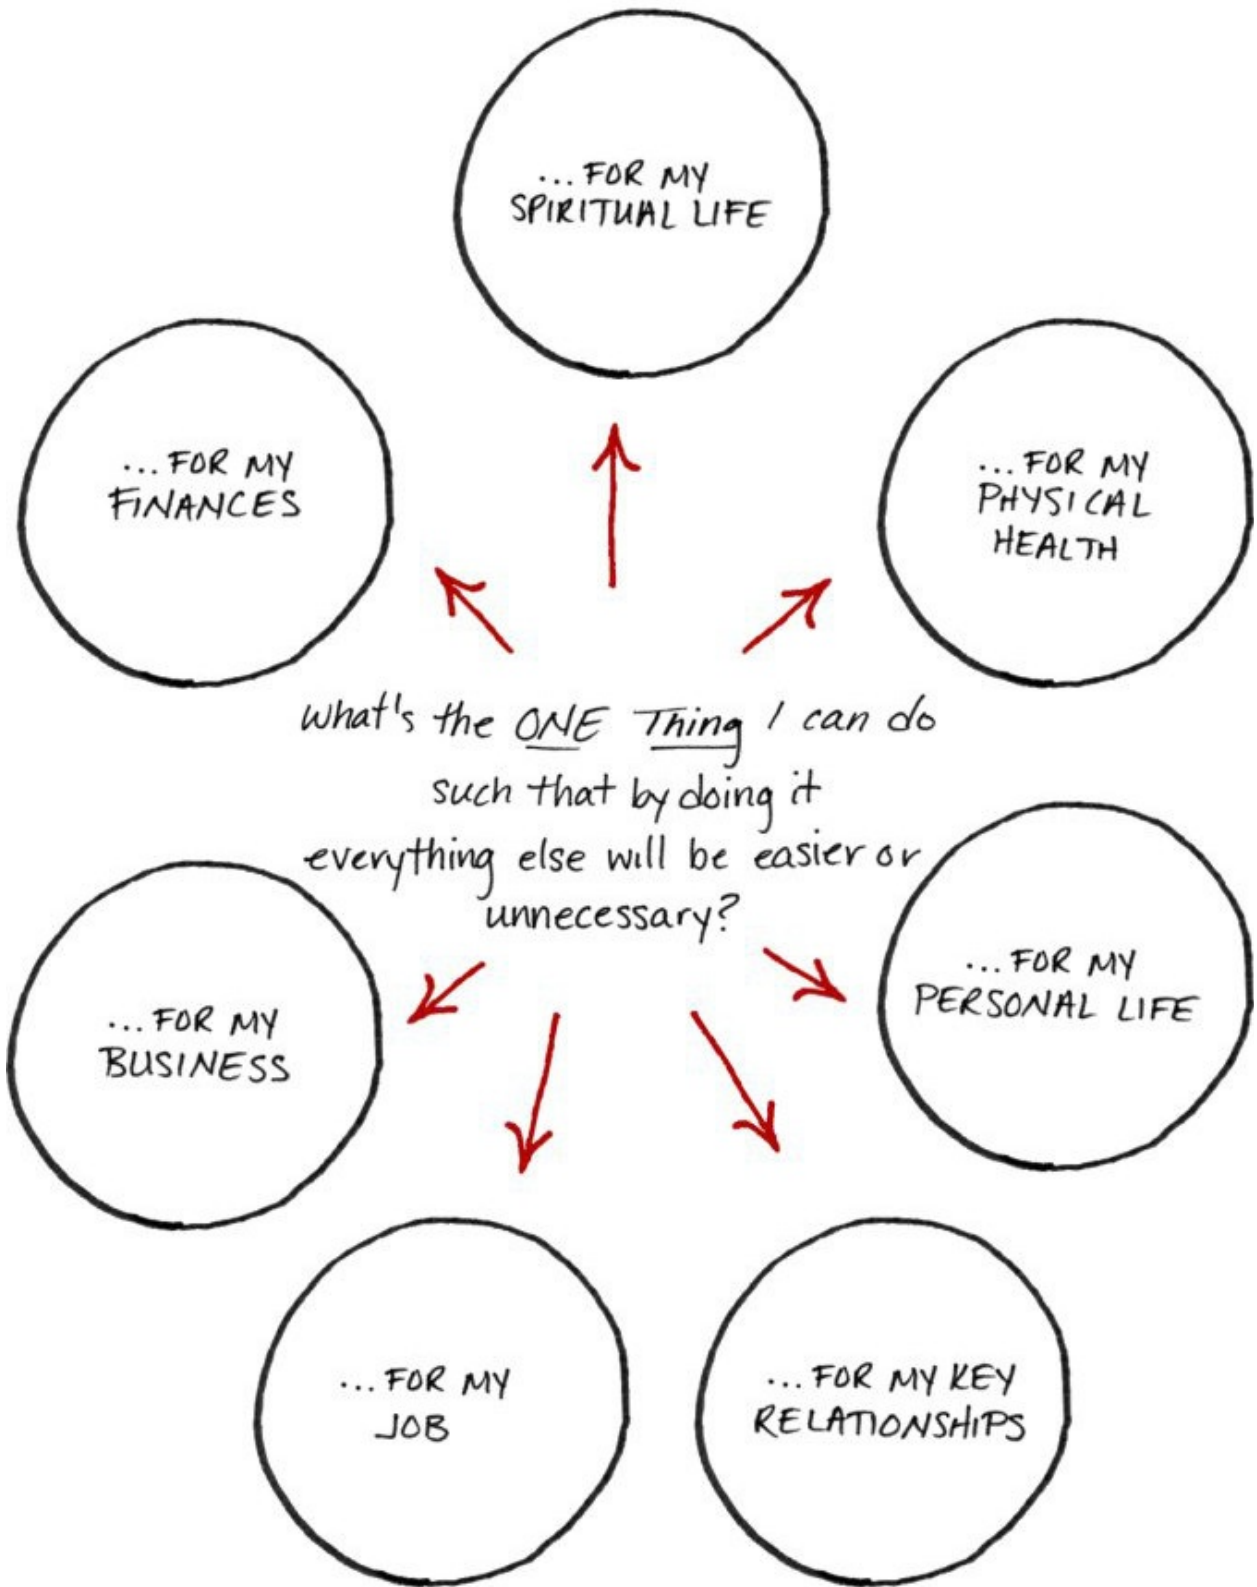 ... FOR MY
SPIRITUAL LIFE
... FOR MY
FINANCES
... FOR MY
PHYSICAL
HEALTH
what's the ONE Thing I can do
such that by doing it
everything else will be easier or
unnecessary?
... FOR MY
PERSONAL LIFE
... FOR MY
BUSINESS
... FOR MY
JOB
... FOR MY KEY
RELATIONSHIPS